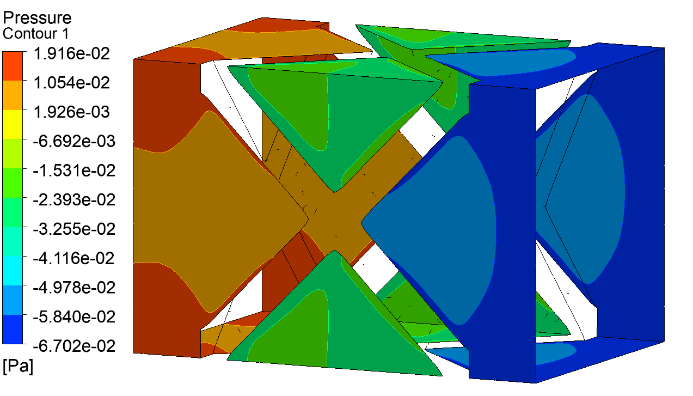 Pressure
Contour 1
1.916e-02
1.054e-02
1.926e-03
-6.692e-03
-1.531e-02
-2.393e-02
-3.255e-02
-4.116e-02
-4.978e-02
-5.840e-02
-6.702e-02
[Pa]